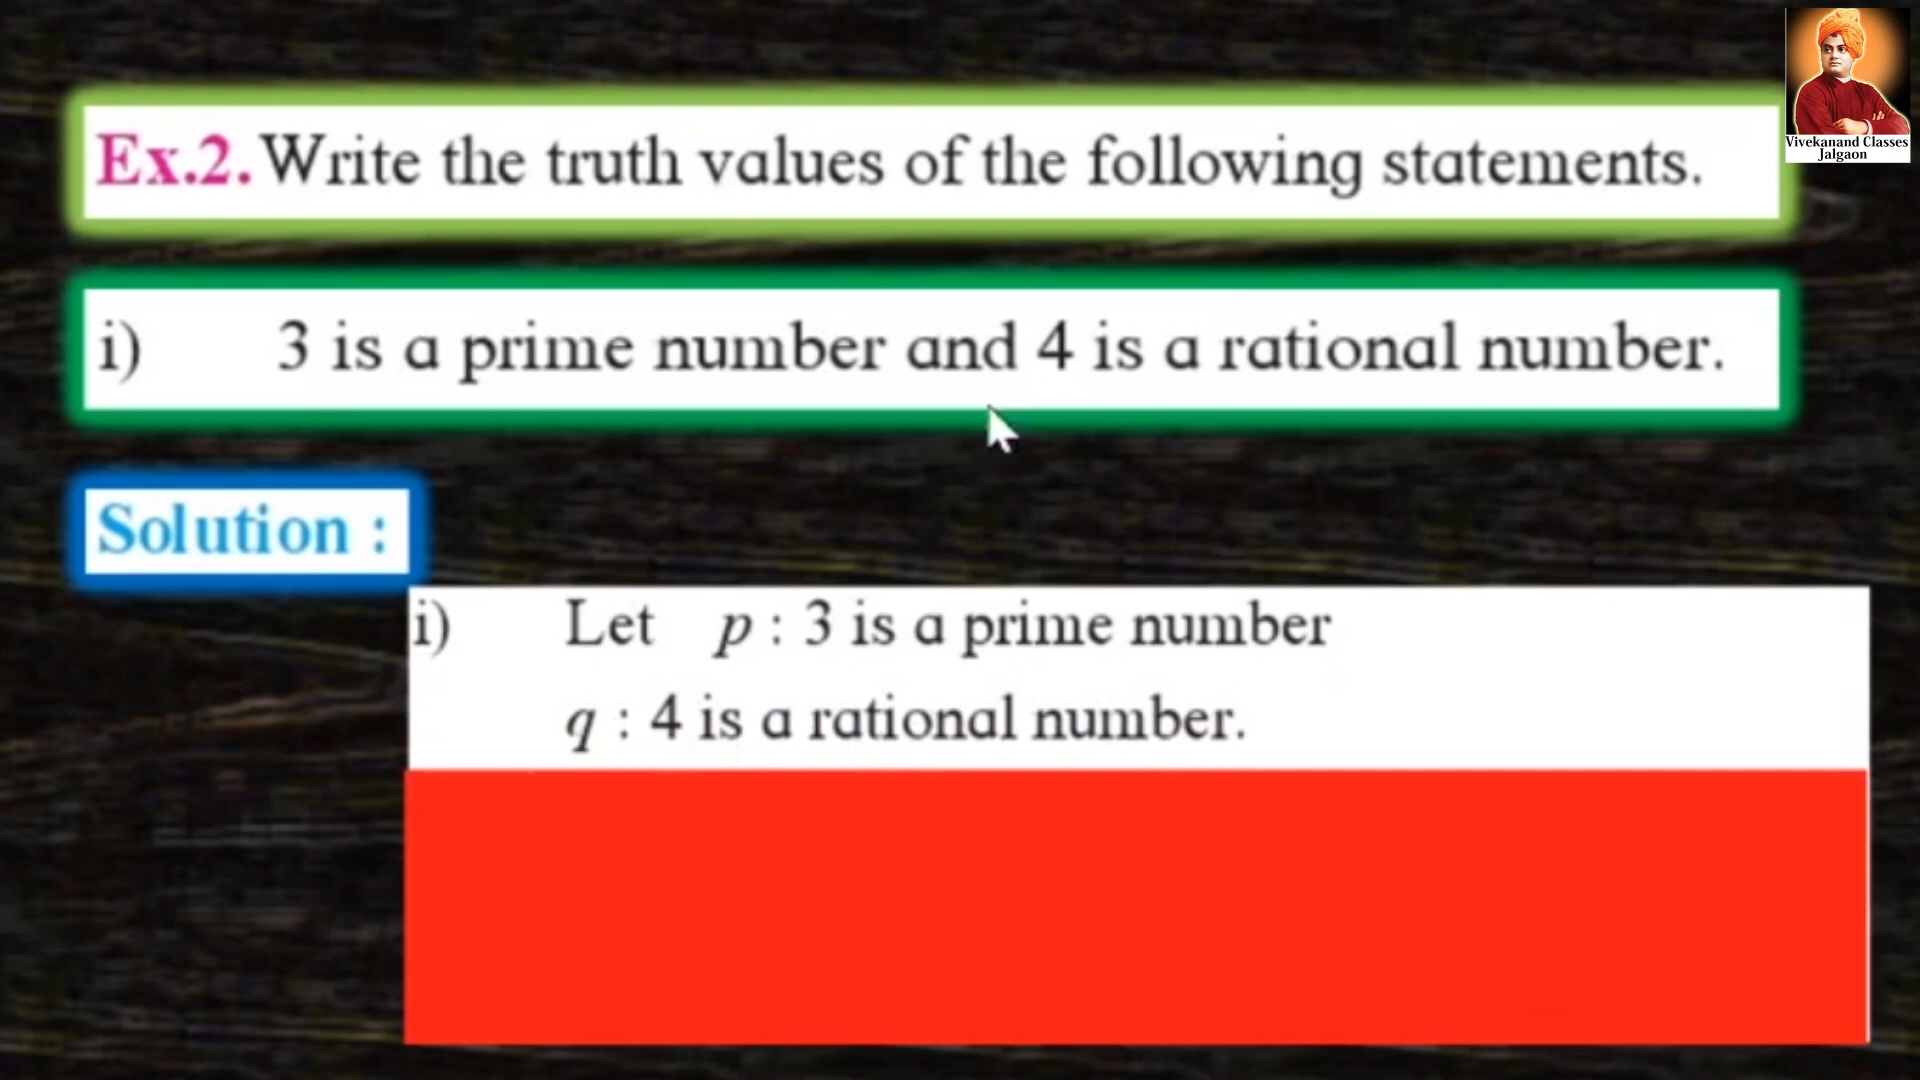 Vivekanand Classes
Jalgaon
Ex.2. Write the truth values of the following statements.
i) 3 is a prime number and 4 is a rational number.
Solution :
i) Let p : 3 is a prime number
q : 4 is a rational number.